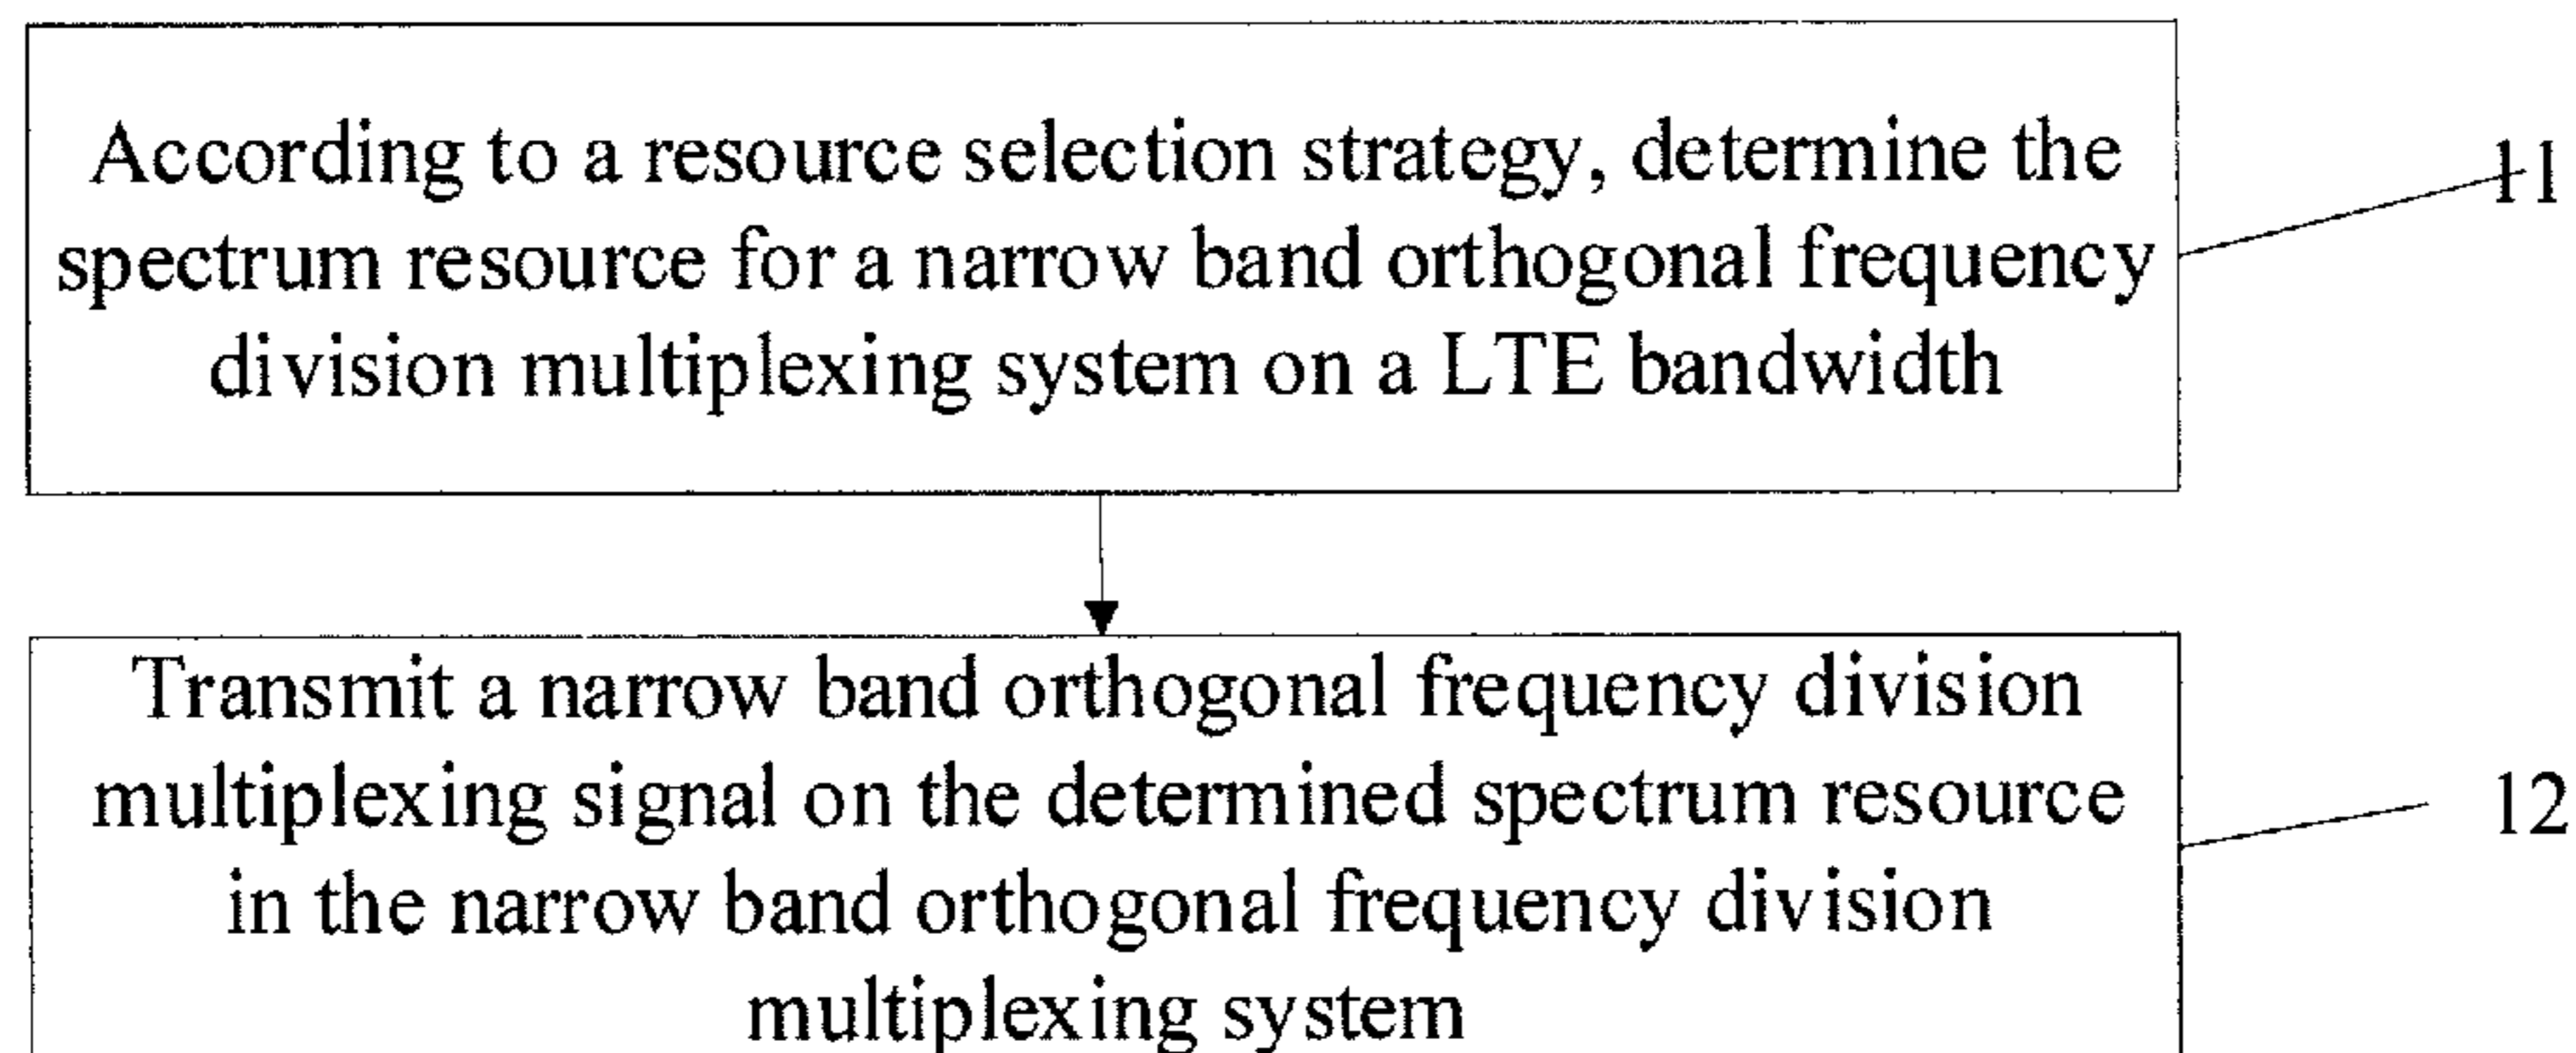 According to a resource selection strategy, determine the
spectrum resource for a narrow band orthogonal frequency
division multiplexing system on a LTE bandwidth
11
Transmit a narrow band orthogonal frequency division
multiplexing signal on the determined spectrum resource
in the narrow band orthogonal frequency division
multiplexing system
12